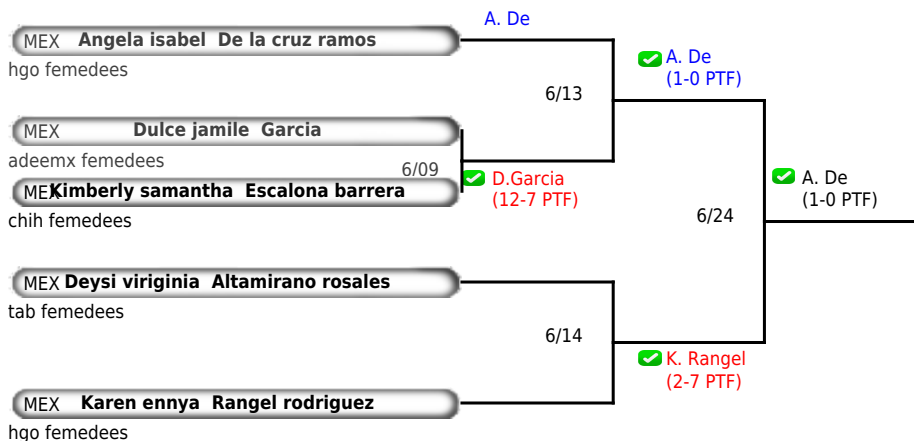 A. De
MEX Angela isabel De la cruz ramos
hgo femedees
A. De
(1-0 PTF)
6/13
MEX Dulce jamile Garcia
adeemx femedees
6/09
D.Garcia
(12-7 PTF)
MEX Kimberly samantha Escalona barrera
chih femedees
A. De
(1-0 PTF)
6/24
MEX Deysi viriginia Altamirano rosales
tab femedees
6/14
K. Rangel
(2-7 PTF)
MEX Karen ennya Rangel rodriguez
hgo femedees